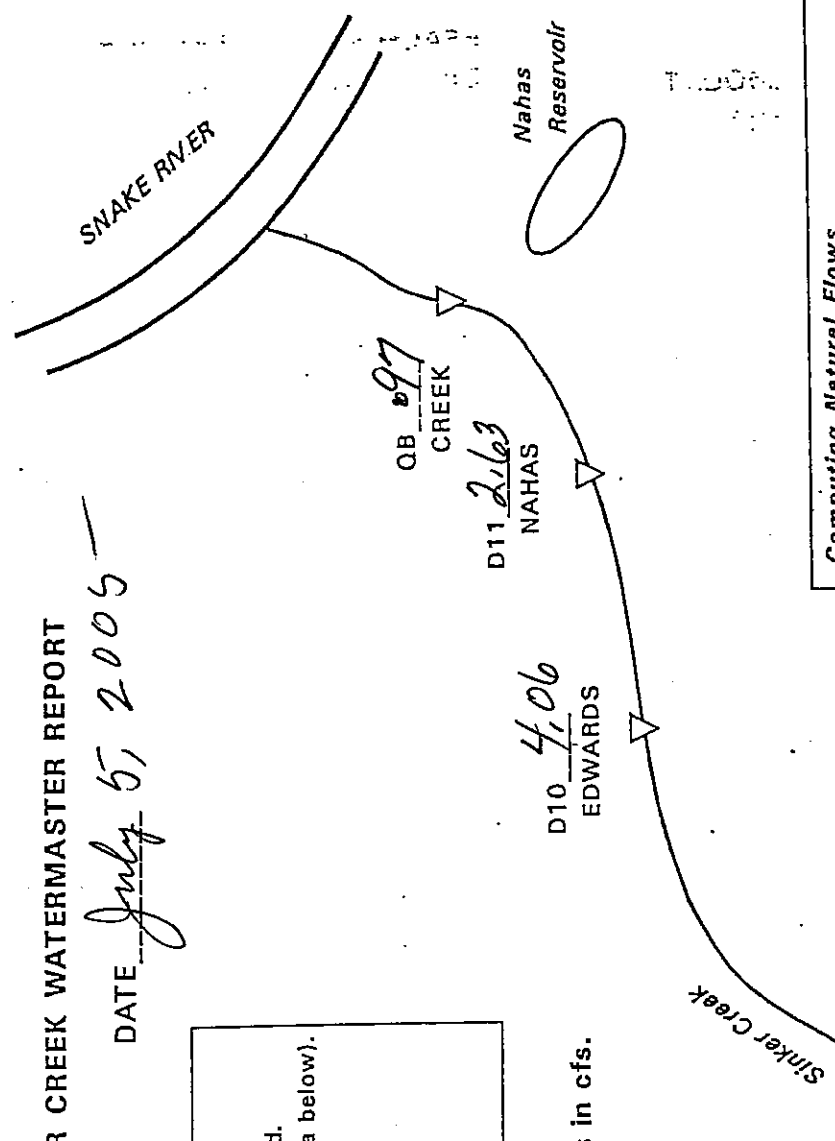 R CREEK WATERMASTER REPORT
DATE July 5, 2005
d.
a below).
s in cfs.
SNAKE RIVER
Nahas
Reservoir
QB .97
CREEK
D11 2.63
NAHAS
D10 4.06
EDWARDS
Sinker Creek
Computing Natural Flows